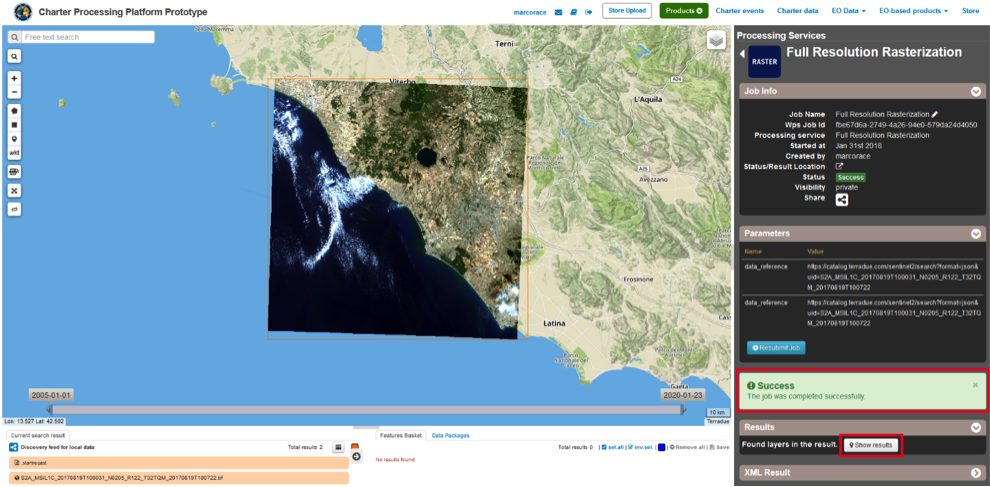 Charter Processing Platform Prototype
marcorace
Store Upload
Products
Charter events
Charter data
EO Data
EO-based products
Store
Free text search
wkt
Terni
Viterbo
L'Aquila
A24
A25
Avezzano
Frosinone
Latina
Gaeta
2005-01-01
2020-01-23
10 km
Lon: 13.527 Lat: 42.502
Terradue
Current search result
Discovery feed for local data
Total results 2
Features Basket
Data Packages
Total results 0
set.all
inv.sel.
Remove all
Save
No results found.
S2A_MSIL1C_20170819T100031_N0205_R122_T32TQM_20170819T100722.tif
Processing Services
RASTER
Full Resolution Rasterization
Job Info
Job Name Full Resolution Rasterization
Wps Job Id fbe67d6a-2749-4a26-94e0-579da24d4050
Processing service Full Resolution Rasterization
Started at Jan 31st 2018
Created by marcorace
Status/Result Location
Status Success
Visibility private
Share
Parameters
Name Value
data_reference https://catalog.terradue.com/sentinel2/search?format=json&
uid=S2A_MSIL1C_20170819T100031_N0205_R122_T32TQ
M_20170819T100722
data_reference https://catalog.terradue.com/sentinel2/search?format=json&
uid=S2A_MSIL1C_20170819T100031_N0205_R122_T32TQ
M_20170819T100722
Resubmit Job
Success
The job was completed successfully.
Results
Found layers in the result.
Show results
XML Result